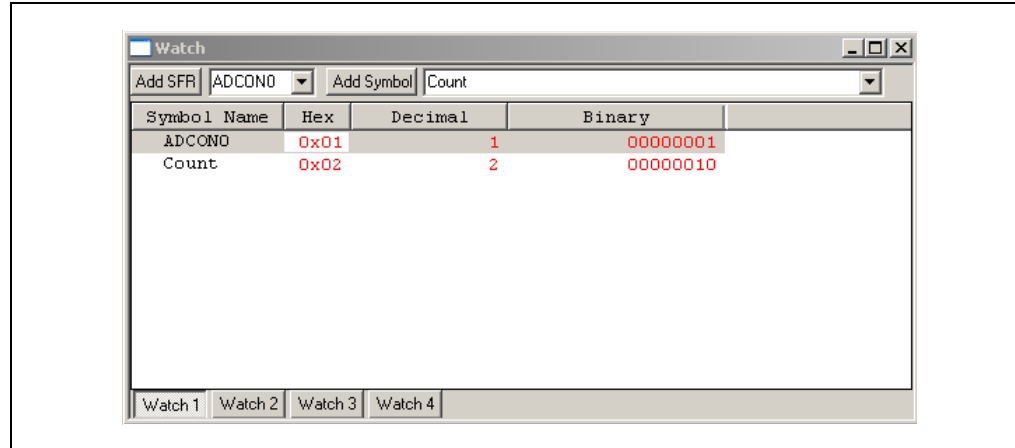 Watch
Add SFR ADCON0 Add Symbol Count
Symbol Name Hex Decimal Binary
ADCON0 0x01 1 00000001
Count 0x02 2 00000010
Watch 1 Watch 2 Watch 3 Watch 4